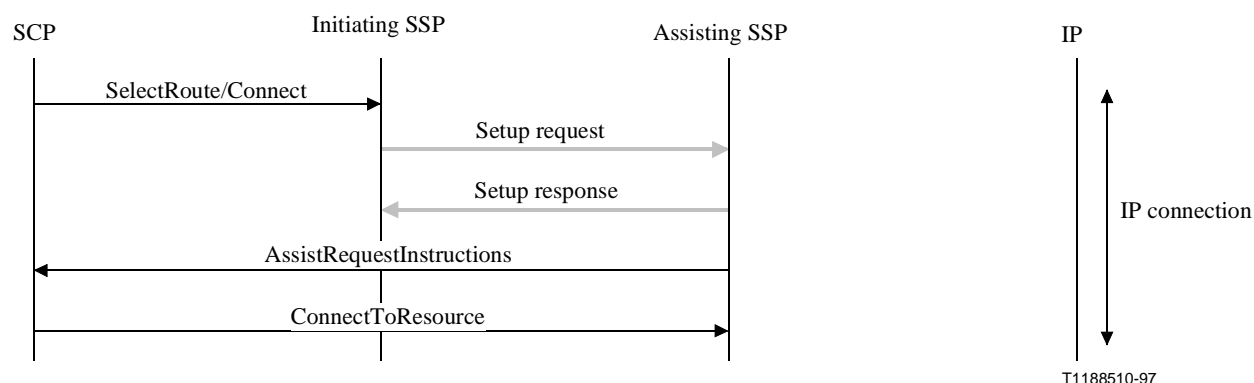 SCP
Initiating SSP
Assisting SSP
IP
SelectRoute/Connect
Setup request
Setup response
IP connection
AssistRequestInstructions
ConnectToResource
T1188510-97